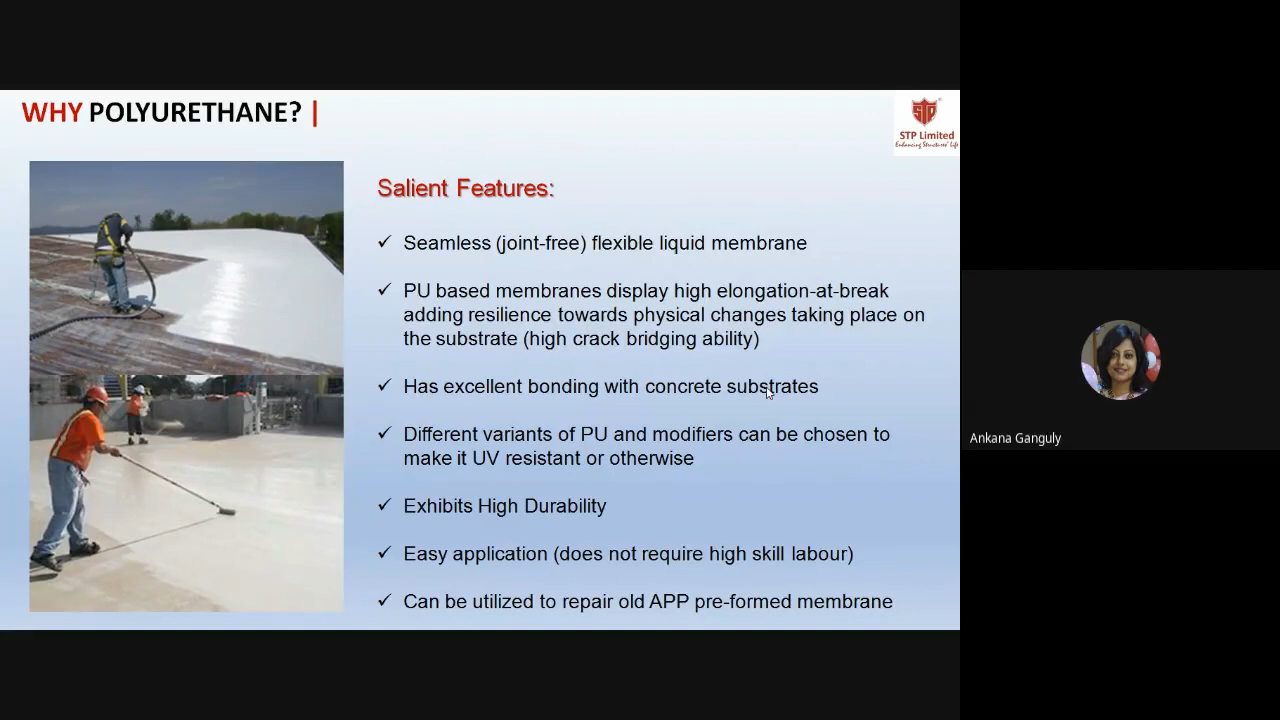 WHY POLYURETHANE? |
STP
STP Limited
Enhancing Structures' Life
Salient Features:
✓ Seamless (joint-free) flexible liquid membrane
✓ PU based membranes display high elongation-at-break
adding resilience towards physical changes taking place on
the substrate (high crack bridging ability)
✓ Has excellent bonding with concrete substrates
✓ Different variants of PU and modifiers can be chosen to
make it UV resistant or otherwise
✓ Exhibits High Durability
✓ Easy application (does not require high skill labour)
✓ Can be utilized to repair old APP pre-formed membrane
Ankana Ganguly